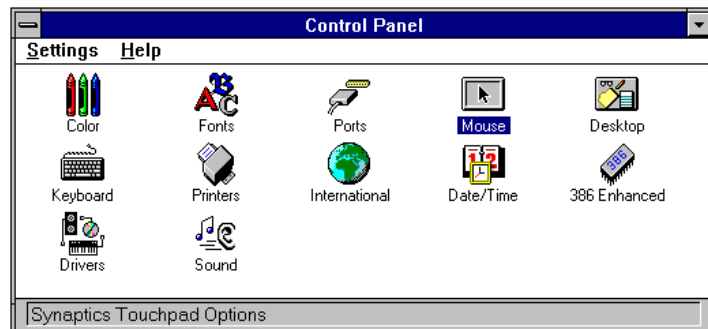 Control Panel
Settings Help
Color Fonts Ports Mouse Desktop
Keyboard Printers International Date/Time 386 Enhanced
Drivers Sound
Synaptics Touchpad Options